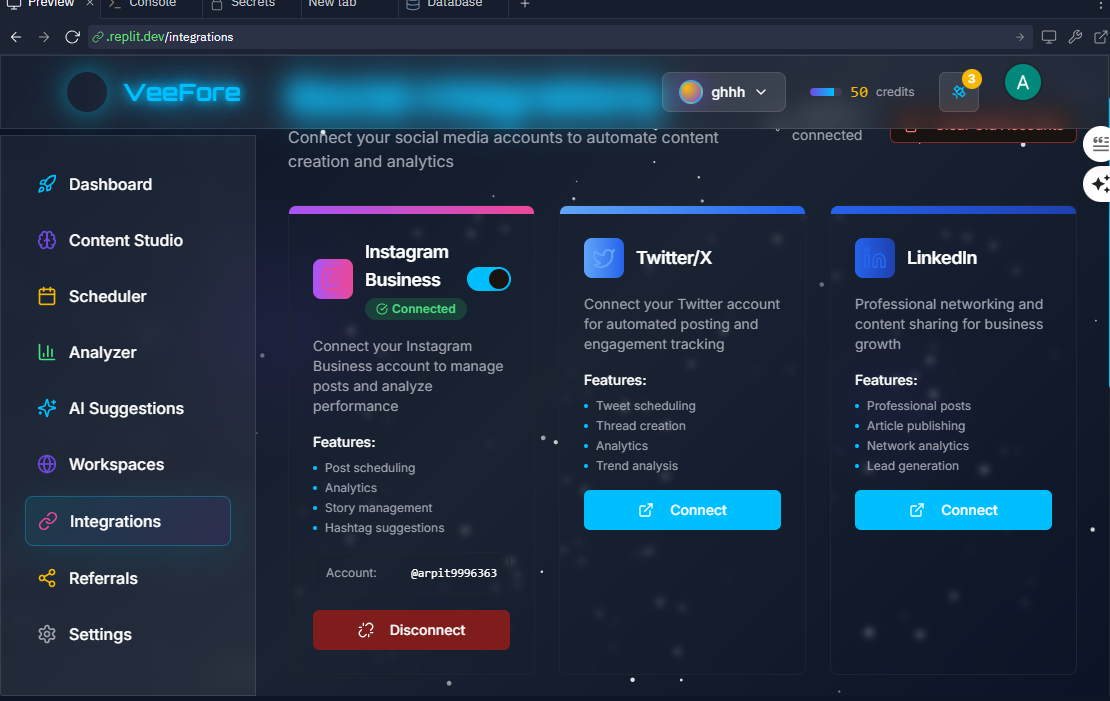 Preview
Console
Secrets
New tab
Database
.replit.dev/integrations
VeeFore
ghhh
50 credits
3
A
Connect your social media accounts to automate content
creation and analytics
connected
Clear Old Accounts
Dashboard
Content Studio
Scheduler
Analyzer
AI Suggestions
Workspaces
Integrations
Referrals
Settings
Instagram
Business
Connected
Connect your Instagram
Business account to manage
posts and analyze
performance
Features:
Post scheduling
Analytics
Story management
Hashtag suggestions
Account: @arpit9996363
Disconnect
Twitter/X
Connect your Twitter account
for automated posting and
engagement tracking
Features:
Tweet scheduling
Thread creation
Analytics
Trend analysis
Connect
LinkedIn
Professional networking and
content sharing for business
growth
Features:
Professional posts
Article publishing
Network analytics
Lead generation
Connect